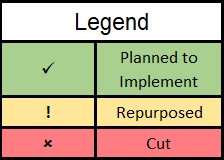 Legend
✓ Planned to
Implement
! Repurposed
× Cut